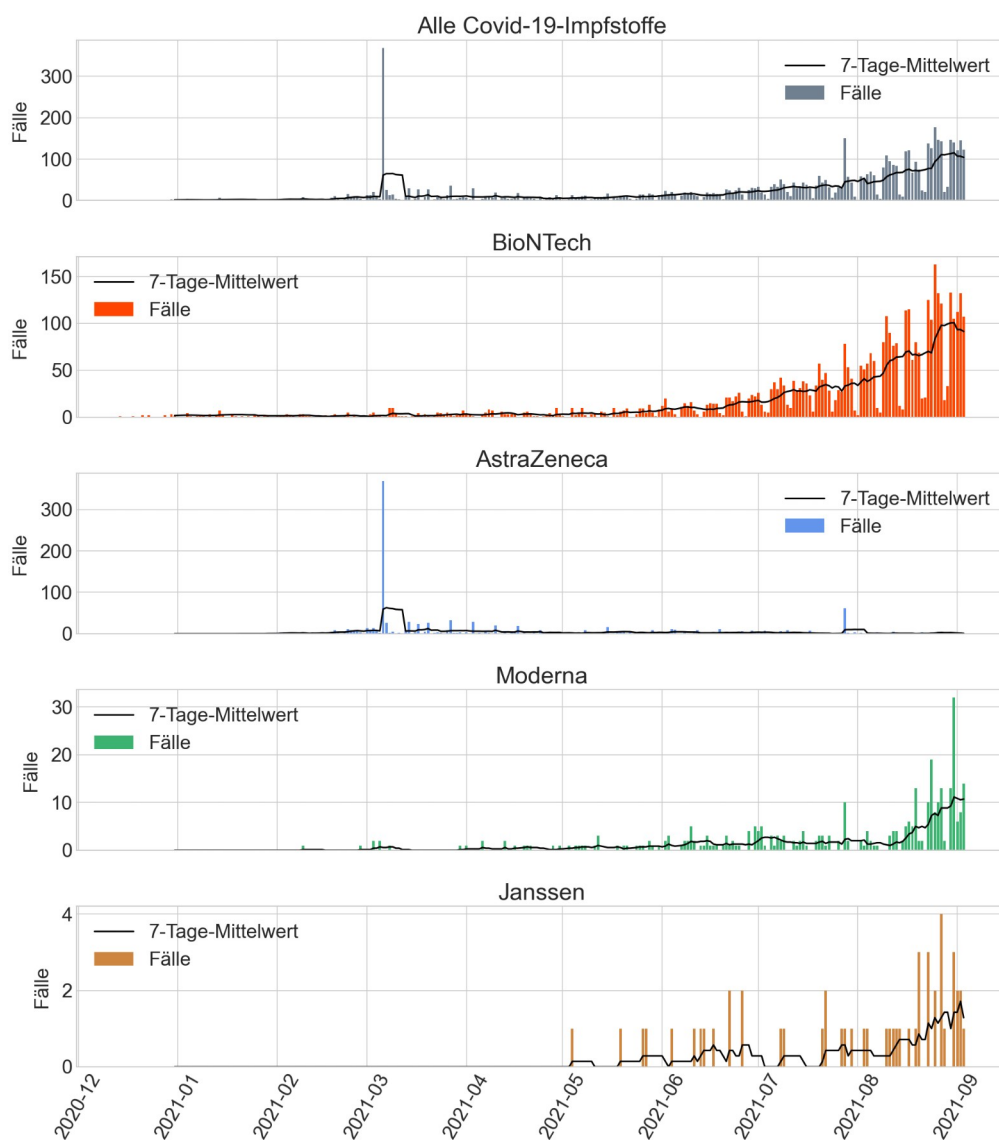 Alle Covid-19-Impfstoffe
Fälle
300
200
100
0
7-Tage-Mittelwert
Fälle
BioNTech
Fälle
150
100
50
0
7-Tage-Mittelwert
Fälle
AstraZeneca
Fälle
300
200
100
0
7-Tage-Mittelwert
Fälle
Moderna
Fälle
30
20
10
0
7-Tage-Mittelwert
Fälle
Janssen
Fälle
4
2
0
7-Tage-Mittelwert
Fälle
2020-12
2021-01
2021-02
2021-03
2021-04
2021-05
2021-06
2021-07
2021-08
2021-09